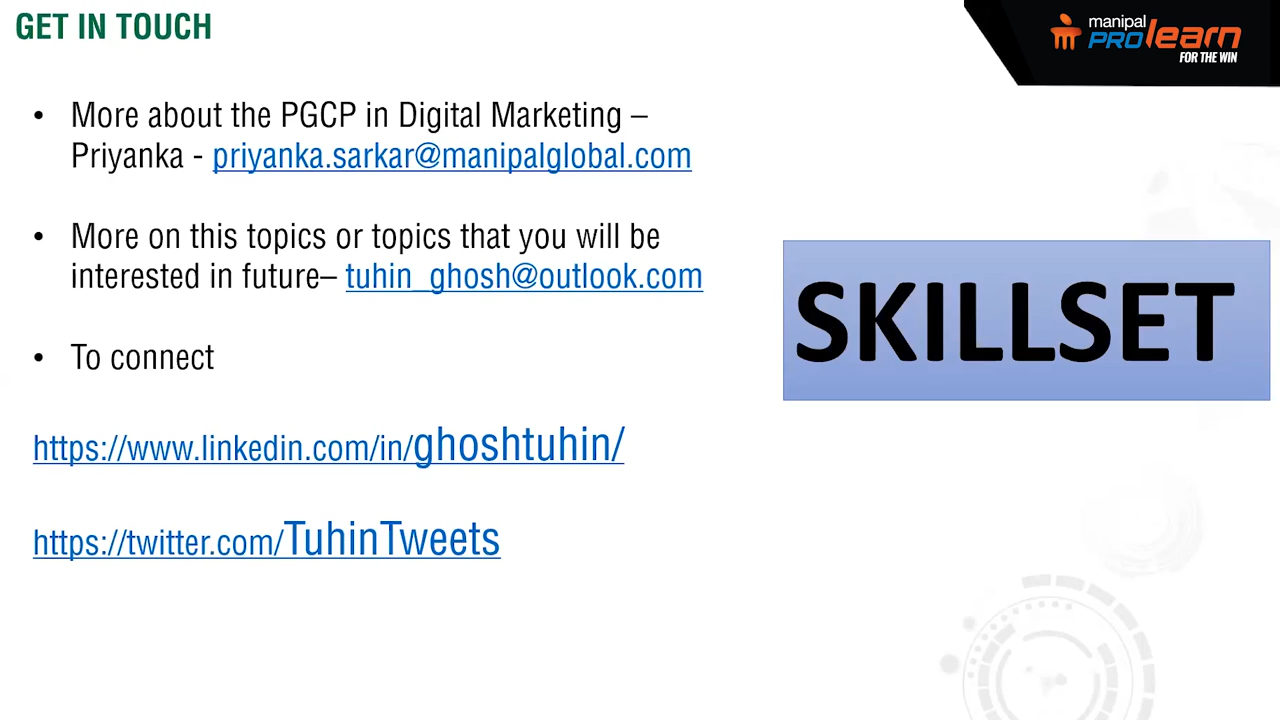 GET IN TOUCH
manipal
PROlearn
FOR THE WIN
• More about the PGCP in Digital Marketing –
Priyanka - priyanka.sarkar@manipalglobal.com
• More on this topics or topics that you will be
interested in future– tuhin_ghosh@outlook.com
• To connect
https://www.linkedin.com/in/ghoshtuhin/
https://twitter.com/TuhinTweets
SKILLSET